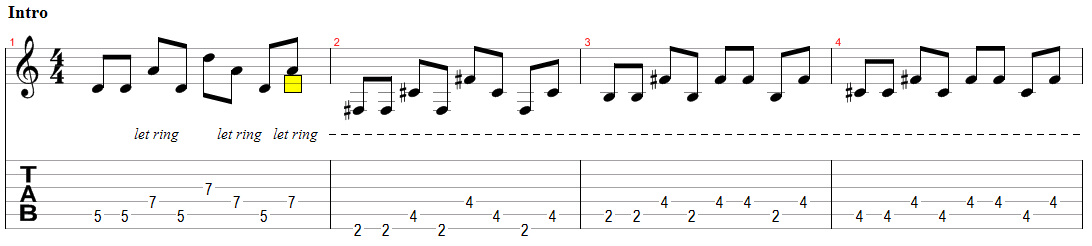 Intro
1 2 3 4
4
4
let ring let ring let ring
T
7
A 7 7 7 4 4 4 4 4 4 4 4 4
B 5 5 5 5 4 4 4 2 2 2 2 4 4 4 4
2 2 2 2